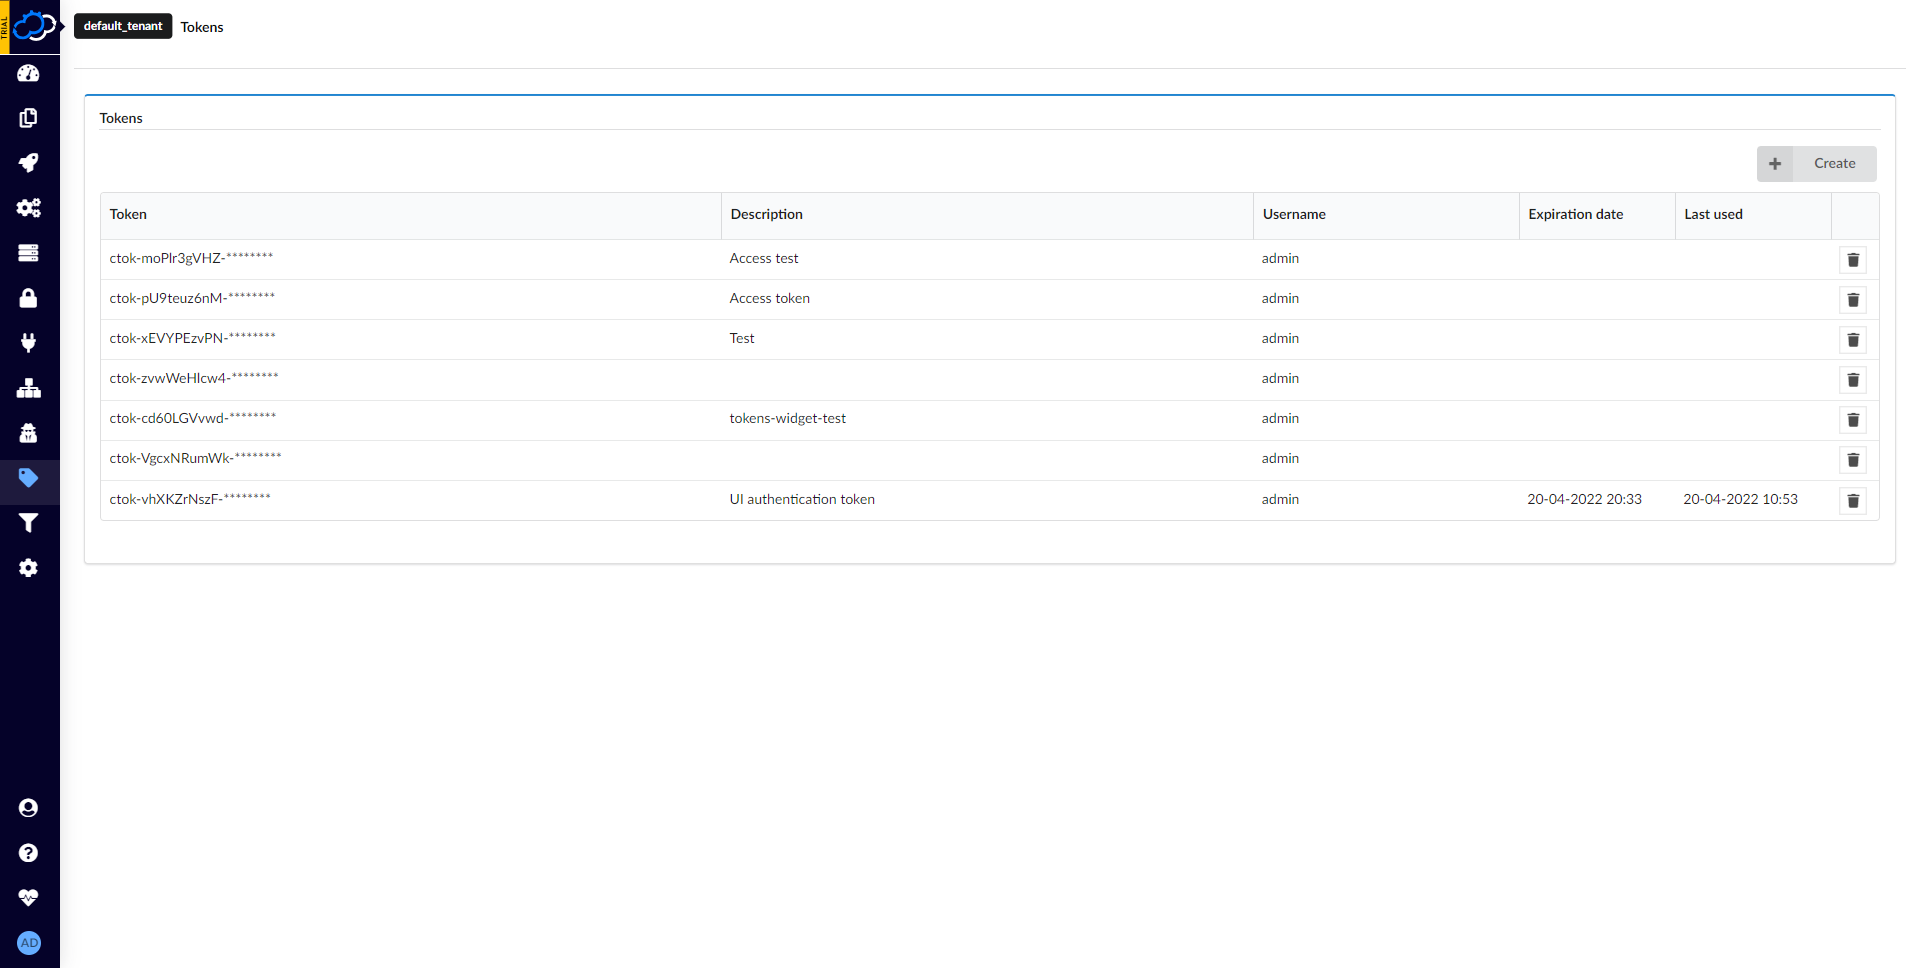 TRIAL
default_tenant Tokens
Tokens
Create
Token Description Username Expiration date Last used
ctok-moPlr3gVHZ-******** Access test admin
ctok-pU9teuz6nM-******** Access token admin
ctok-xEVYPEzvPN-******** Test admin
ctok-zvwWeHlcw4-******** admin
ctok-cd60LGVvwd-******** tokens-widget-test admin
ctok-VgcxNRumWk-******** admin
ctok-vhXKZrNszF-******** UI authentication token admin 20-04-2022 20:33 20-04-2022 10:53
AD